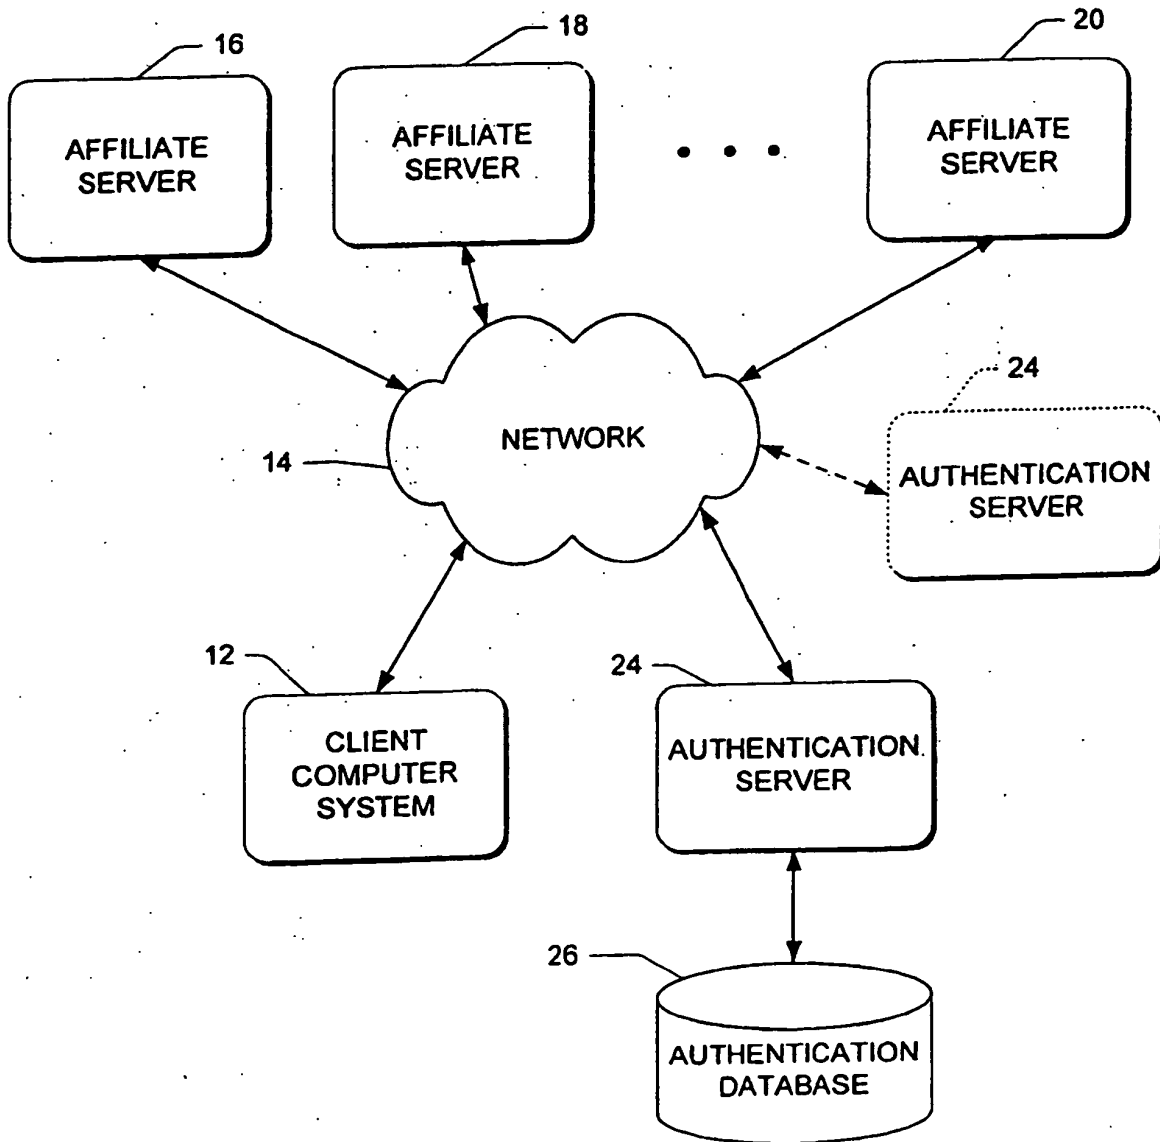 16
18
20
AFFILIATE
SERVER
AFFILIATE
SERVER
AFFILIATE
SERVER
24
NETWORK
14
AUTHENTICATION
SERVER
12
24
CLIENT
COMPUTER
SYSTEM
AUTHENTICATION
SERVER
26
AUTHENTICATION
DATABASE